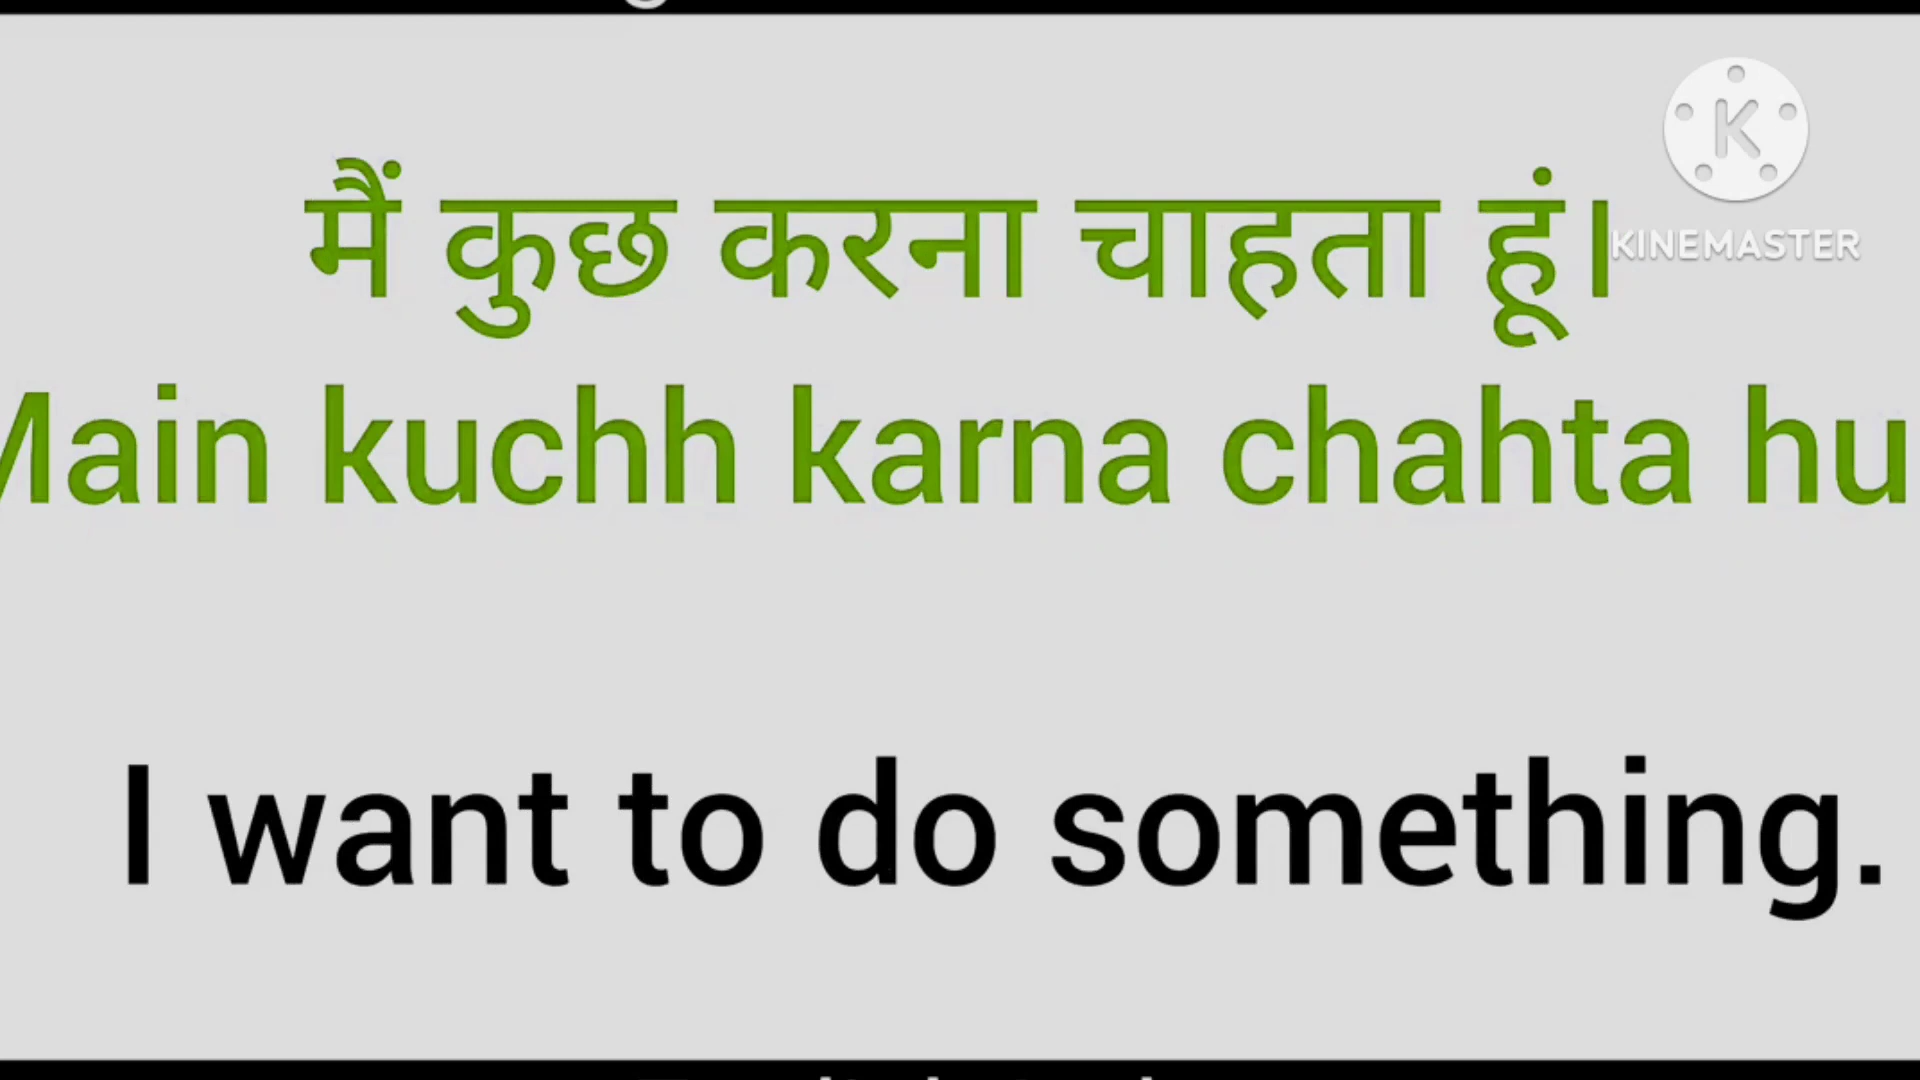 मैं कुछ करना चाहता हूं।
KINEMASTER
Main kuchh karna chahta hu
I want to do something.